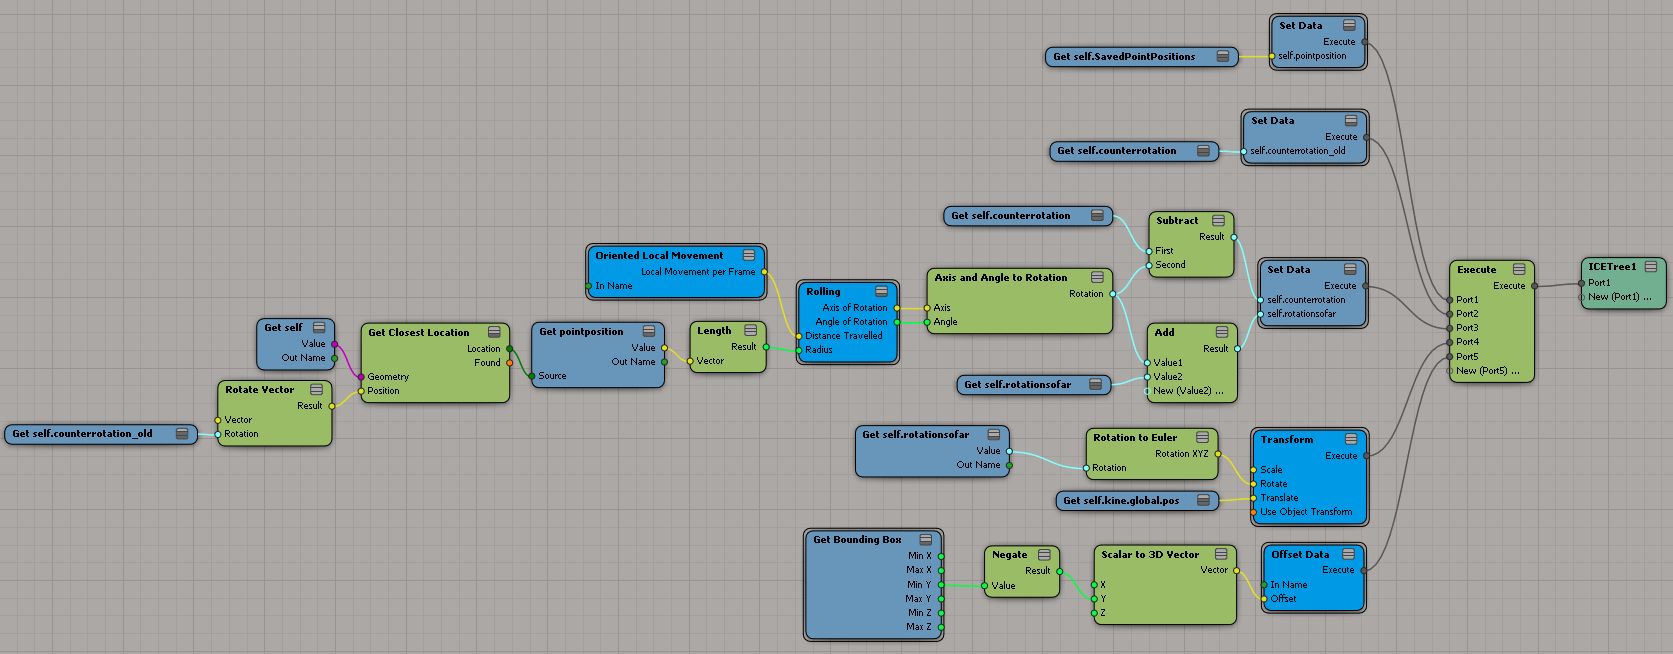 Set Data
Execute
self.pointposition
Get self.SavedPointPositions
Set Data
Execute
self.counterrotation_old
Get self.counterrotation
Get self.counterrotation
Subtract
Result
First
Second
Oriented Local Movement
Local Movement per Frame
In Name
Rolling
Axis of Rotation
Angle of Rotation
Distance Travelled
Radius
Axis and Angle to Rotation
Rotation
Axis
Angle
Set Data
Execute
self.counterrotation
self.rotationsofar
Execute
Execute
Port1
Port2
Port3
Port4
Port5
New (Port5) ...
ICETree1
Port1
New (Port1) ...
Get self
Value
Out Name
Get Closest Location
Location
Found
Geometry
Position
Get pointposition
Value
Out Name
Source
Length
Result
Vector
Add
Result
Value1
Value2
New (Value2) ...
Get self.rotationsofar
Rotate Vector
Result
Vector
Rotation
Get self.counterrotation_old
Get self.rotationsofar
Value
Out Name
Rotation to Euler
Rotation XYZ
Rotation
Get self.kine.global.pos
Transform
Execute
Scale
Rotate
Translate
Use Object Transform
Get Bounding Box
Min X
Max X
Min Y
Max Y
Min Z
Max Z
Negate
Result
Value
Scalar to 3D Vector
Vector
X
Y
Z
Offset Data
Execute
In Name
Offset